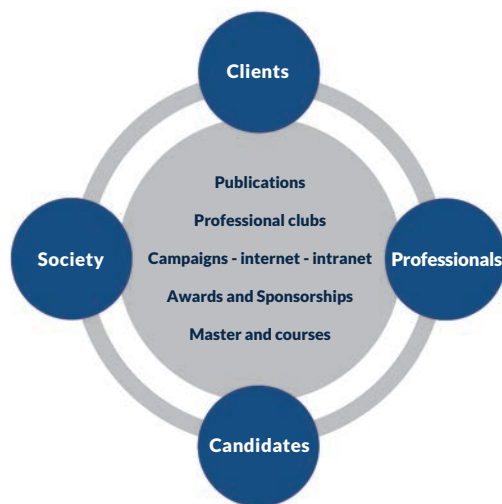 Clients
Publications
Professional clubs
Society
Campaigns - internet - intranet
Professionals
Awards and Sponsorships
Master and courses
Candidates